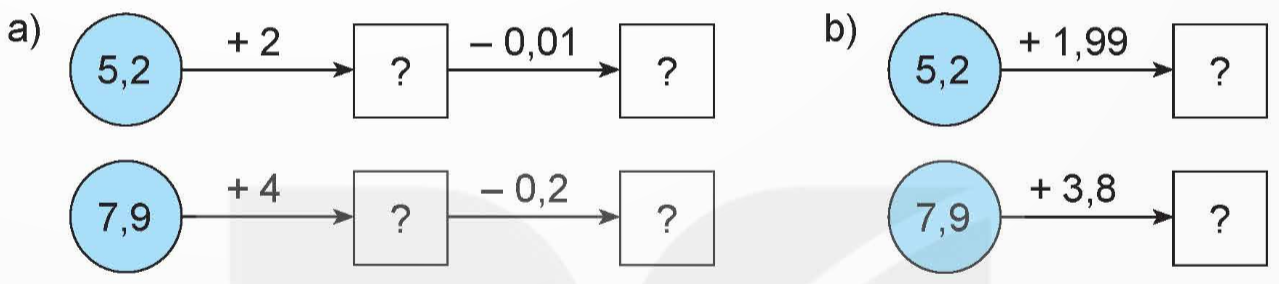 a) 5,2 + 2 ? – 0,01 ?
7,9 + 4 ? – 0,2 ?
b) 5,2 + 1,99 ?
7,9 + 3,8 ?